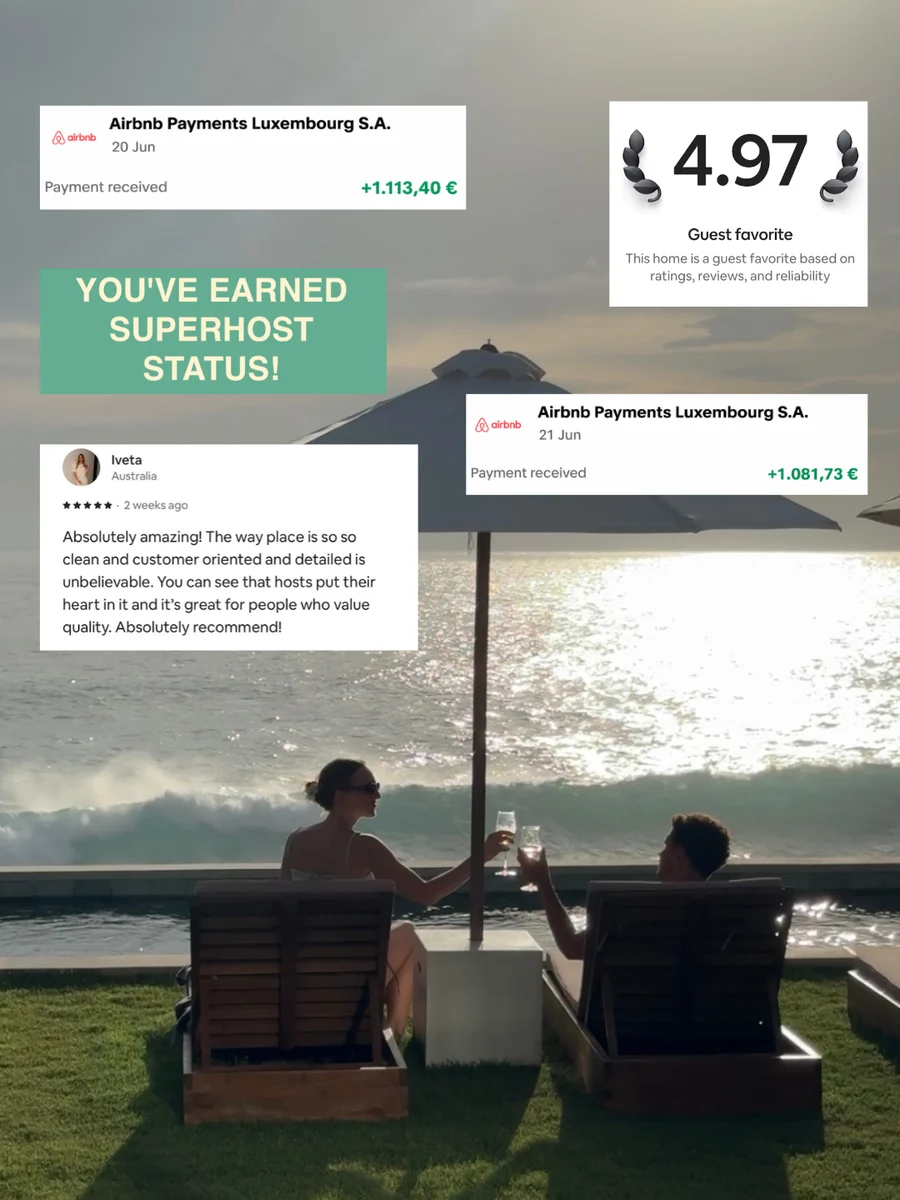 airbnb
Airbnb Payments Luxembourg S.A.
20 Jun
Payment received
+1.113,40 €
4.97
Guest favorite
This home is a guest favorite based on
ratings, reviews, and reliability
YOU'VE EARNED
SUPERHOST
STATUS!
airbnb
Airbnb Payments Luxembourg S.A.
21 Jun
Payment received
+1.081,73 €
Iveta
Australia
★★★★★ · 2 weeks ago
Absolutely amazing! The way place is so so
clean and customer oriented and detailed is
unbelievable. You can see that hosts put their
heart in it and it’s great for people who value
quality. Absolutely recommend!